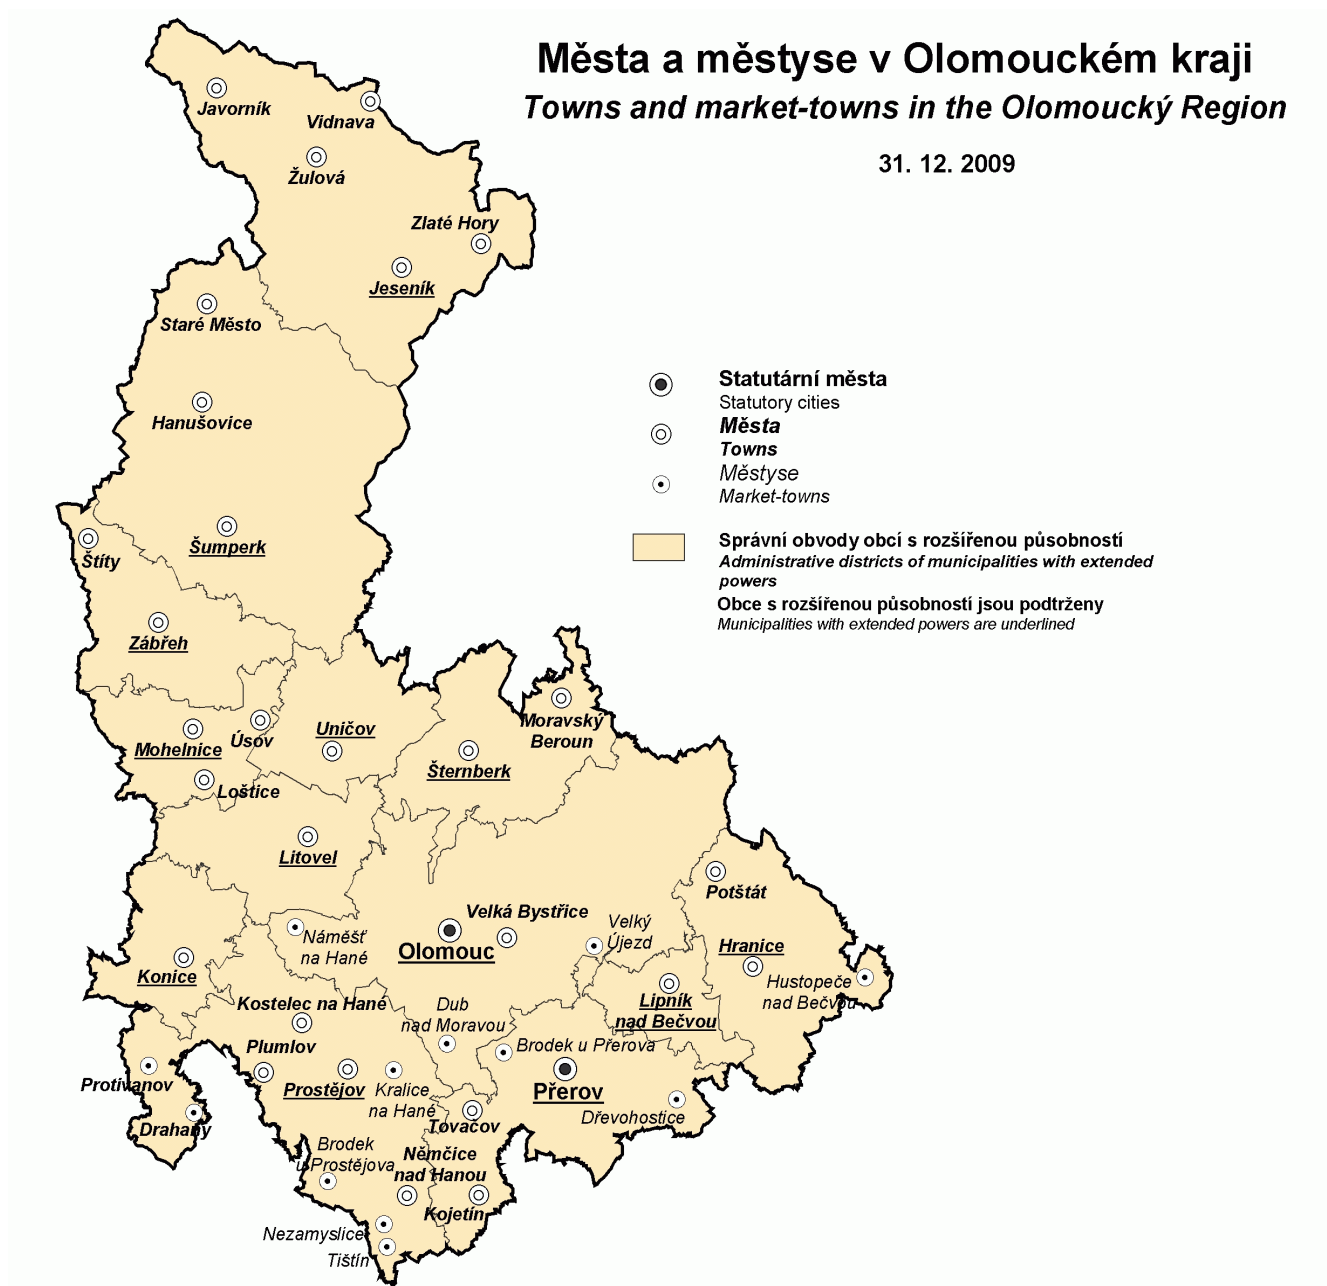 Města a městyse v Olomouckém kraji
Towns and market-towns in the Olomoucký Region
31. 12. 2009
Javorník
Vidnava
Žulová
Zlaté Hory
Jeseník
Staré Město
Hanušovice
Šumperk
Štíty
Zábřeh
Statutární města
Statutory cities
Města
Towns
Městyse
Market-towns
Správní obvody obcí s rozšířenou působností
Administrative districts of municipalities with extended
powers
Obce s rozšířenou působností jsou podtrženy
Municipalities with extended powers are underlined
Moravský
Beroun
Uničov
Úsov
Mohelnice
Šternberk
Loštice
Litovel
Potštát
Velká Bystřice
Velký
Újezd
Náměšť
na Hané
Olomouc
Hranice
Konice
Hustopeče
nad Bečvou
Lipník
nad Bečvou
Kostelec na Hané
Dub
nad Moravou
Plumlov
Brodek u Přerova
Protivanov
Prostějov
Kralice
na Hané
Přerov
Dřevohostice
Tovačov
Drahany
Brodek
u Prostějova
Němčice
nad Hanou
Kojetín
Nezamyslice
Tištín